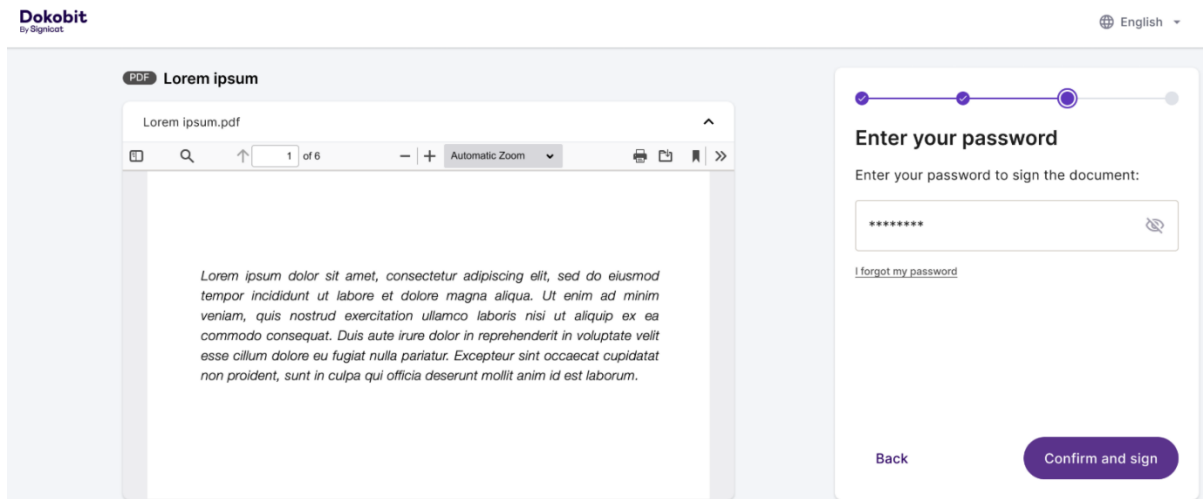 Dokobit
By Signicat
English
PDF Lorem ipsum
Lorem ipsum.pdf
1 of 6
Automatic Zoom
Lorem ipsum dolor sit amet, consectetur adipiscing elit, sed do eiusmod
tempor incididunt ut labore et dolore magna aliqua. Ut enim ad minim
veniam, quis nostrud exercitation ullamco laboris nisi ut aliquip ex ea
commodo consequat. Duis aute irure dolor in reprehenderit in voluptate velit
esse cillum dolore eu fugiat nulla pariatur. Excepteur sint occaecat cupidatat
non proident, sunt in culpa qui officia deserunt mollit anim id est laborum.
Enter your password
Enter your password to sign the document:
********
I forgot my password
Back
Confirm and sign